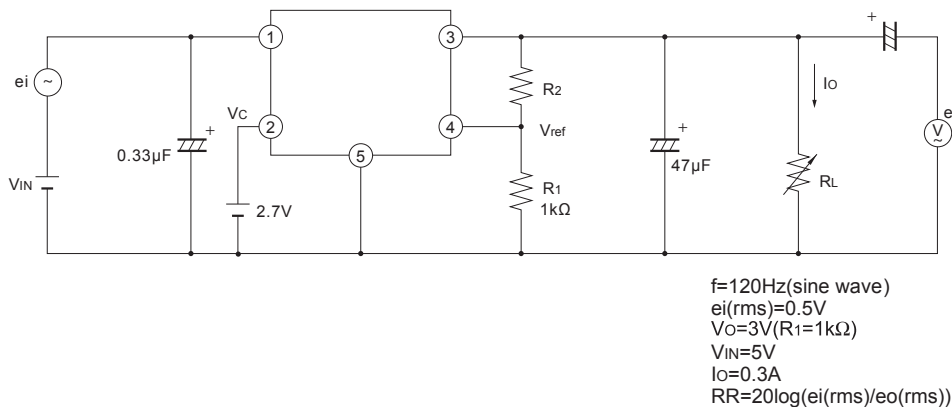 +
1
3
ei
~
R2
IO
VC
2
4
Vref
+
+
e
V
~
0.33µF
5
47µF
VIN
2.7V
R1
1kΩ
RL
f=120Hz(sine wave)
ei(rms)=0.5V
VO=3V(R1=1kΩ)
VIN=5V
IO=0.3A
RR=20log(ei(rms)/eo(rms))